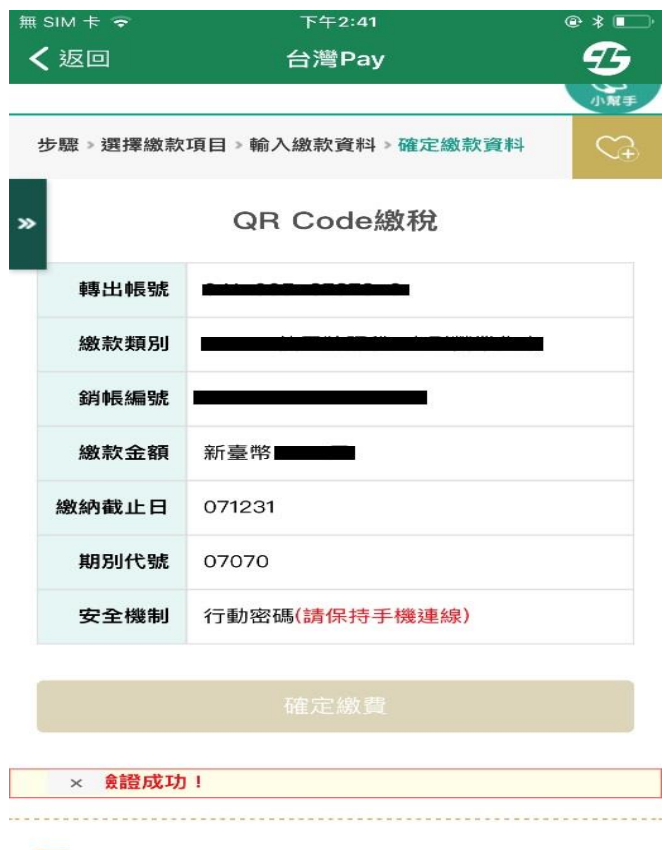 無 SIM 卡 下午2:41
返回 台灣Pay
小幫手
步驟 > 選擇繳款項目 > 輸入繳款資料 > 確定繳款資料
» QR Code繳稅
轉出帳號
繳款類別
銷帳編號
繳款金額 新臺幣
繳納截止日 071231
期別代號 07070
安全機制 行動密碼(請保持手機連線)
確定繳費
× 證成功！